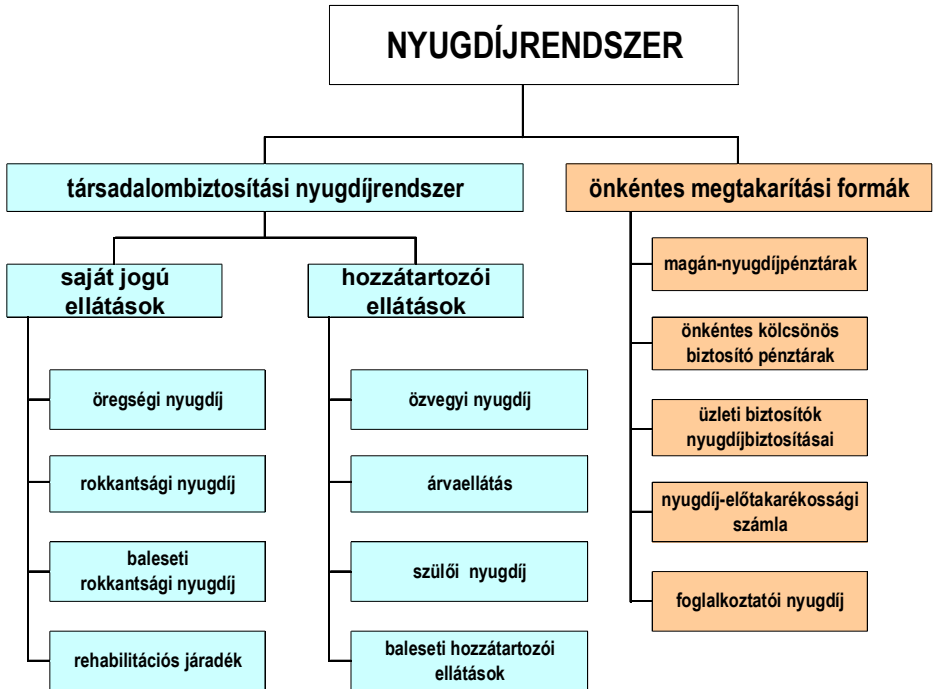 NYUGDÍJRENDSZER
társadalombiztosítási nyugdíjrendszer
saját jogú
ellátások
öregségi nyugdíj
rokkantsági nyugdíj
baleseti
rokkantsági nyugdíj
rehabilitációs járadék
hozzátartozói
ellátások
özvegyi nyugdíj
árvaellátás
szülői nyugdíj
baleseti hozzátartozói
ellátások
önkéntes megtakarítási formák
magán-nyugdíjpénztárak
önkéntes kölcsönös
biztosító pénztárak
üzleti biztosítók
nyugdíjbiztosításai
nyugdíj-előtakarékossági
számla
foglalkoztatói nyugdíj